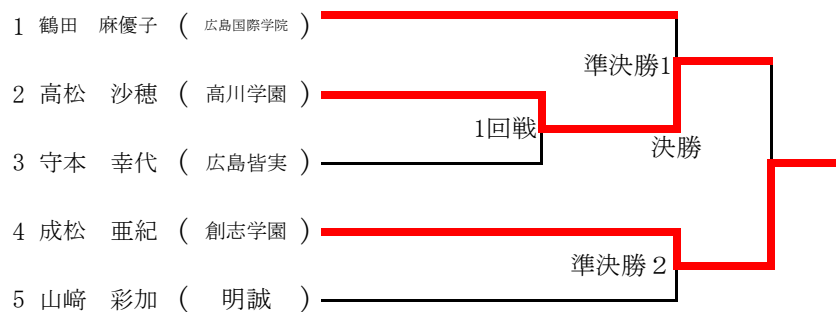 1 鶴田 麻優子 ( 広島国際学院 )
準決勝1
2 高松 沙穂 ( 高川学園 )
1回戦
決勝
3 守本 幸代 ( 広島皆実 )
4 成松 亜紀 ( 創志学園 )
準決勝2
5 山﨑 彩加 ( 明誠 )